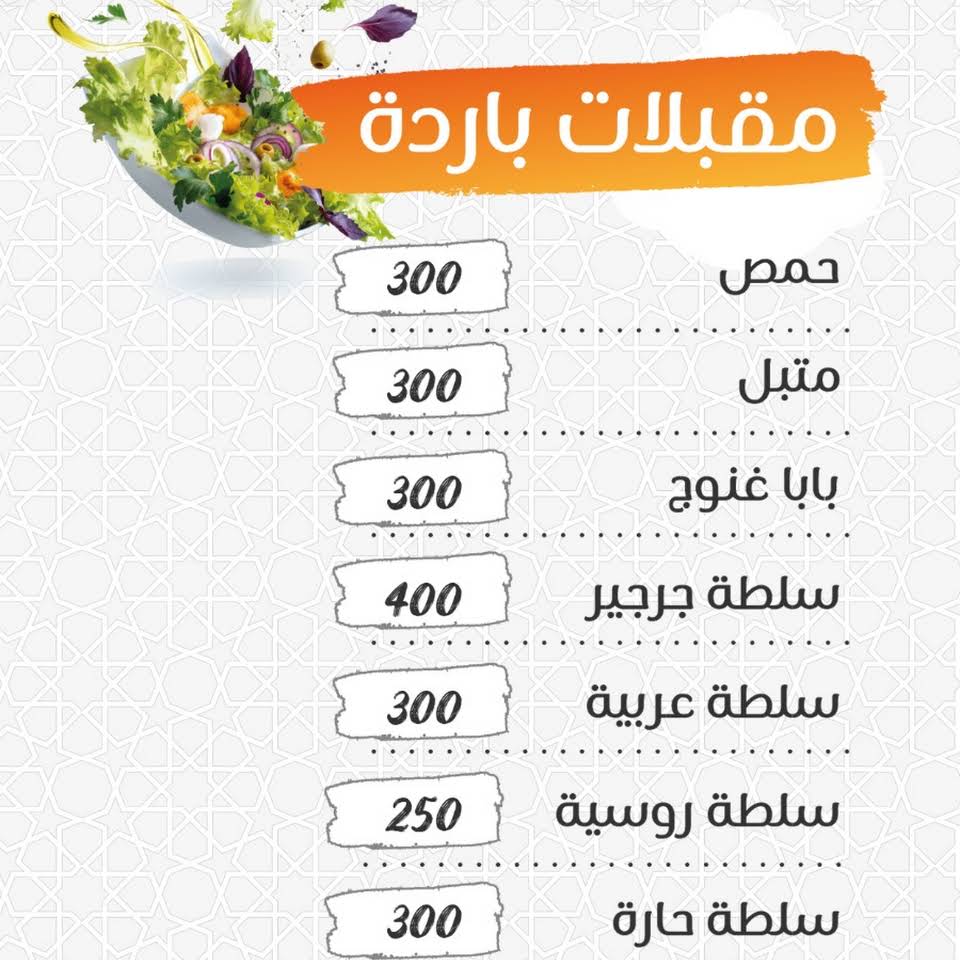 مقبلات باردة
حمص 300
متبل 300
بابا غنوج 300
سلطة جرجير 400
سلطة عربية 300
سلطة روسية 250
سلطة حارة 300